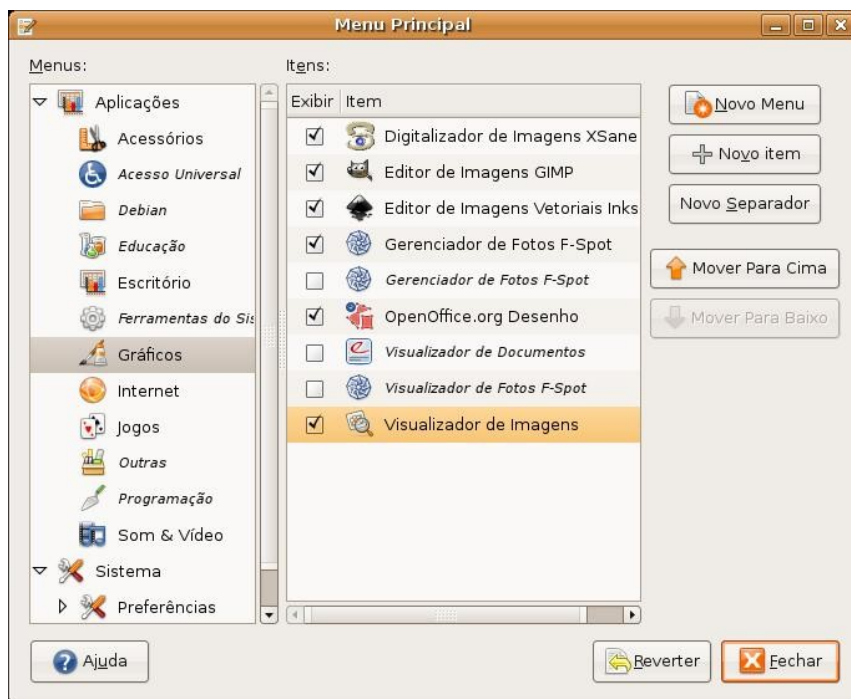 Menu Principal
Menus:
Aplicações
Acessórios
Acesso Universal
Debian
Educação
Escritório
Ferramentas do Sis
Gráficos
Internet
Jogos
Outras
Programação
Som & Vídeo
Sistema
Preferências
Itens:
Exibir Item
Digitalizador de Imagens XSane
Editor de Imagens GIMP
Editor de Imagens Vetoriais Inks
Gerenciador de Fotos F-Spot
Gerenciador de Fotos F-Spot
OpenOffice.org Desenho
Visualizador de Documentos
Visualizador de Fotos F-Spot
Visualizador de Imagens
Novo Menu
Novo item
Novo Separador
Mover Para Cima
Mover Para Baixo
Ajuda
Reverter
Fechar